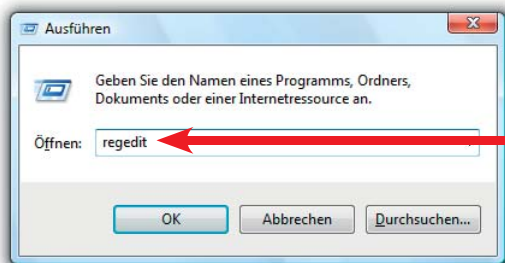 Ausführen
Geben Sie den Namen eines Programms, Ordners,
Dokuments oder einer Internetressource an.
Öffnen: regedit
OK Abbrechen Durchsuchen...